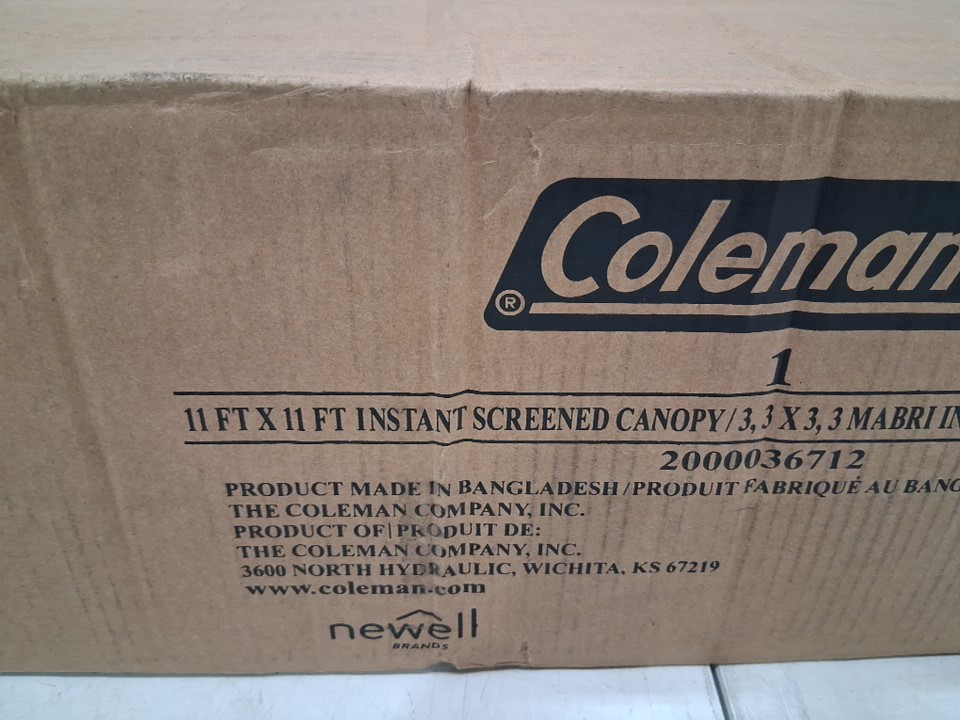 Coleman
®
1
11 FT X 11 FT INSTANT SCREENED CANOPY / 3, 3 X 3, 3 M ABRI
2000036712
PRODUCT MADE IN BANGLADESH / PRODUIT FABRIQUÉ AU
THE COLEMAN COMPANY, INC.
PRODUCT OF | PRODUIT DE:
THE COLEMAN COMPANY, INC.
3600 NORTH HYDRAULIC, WICHITA, KS 67219
www.coleman.com
newell
BRANDS